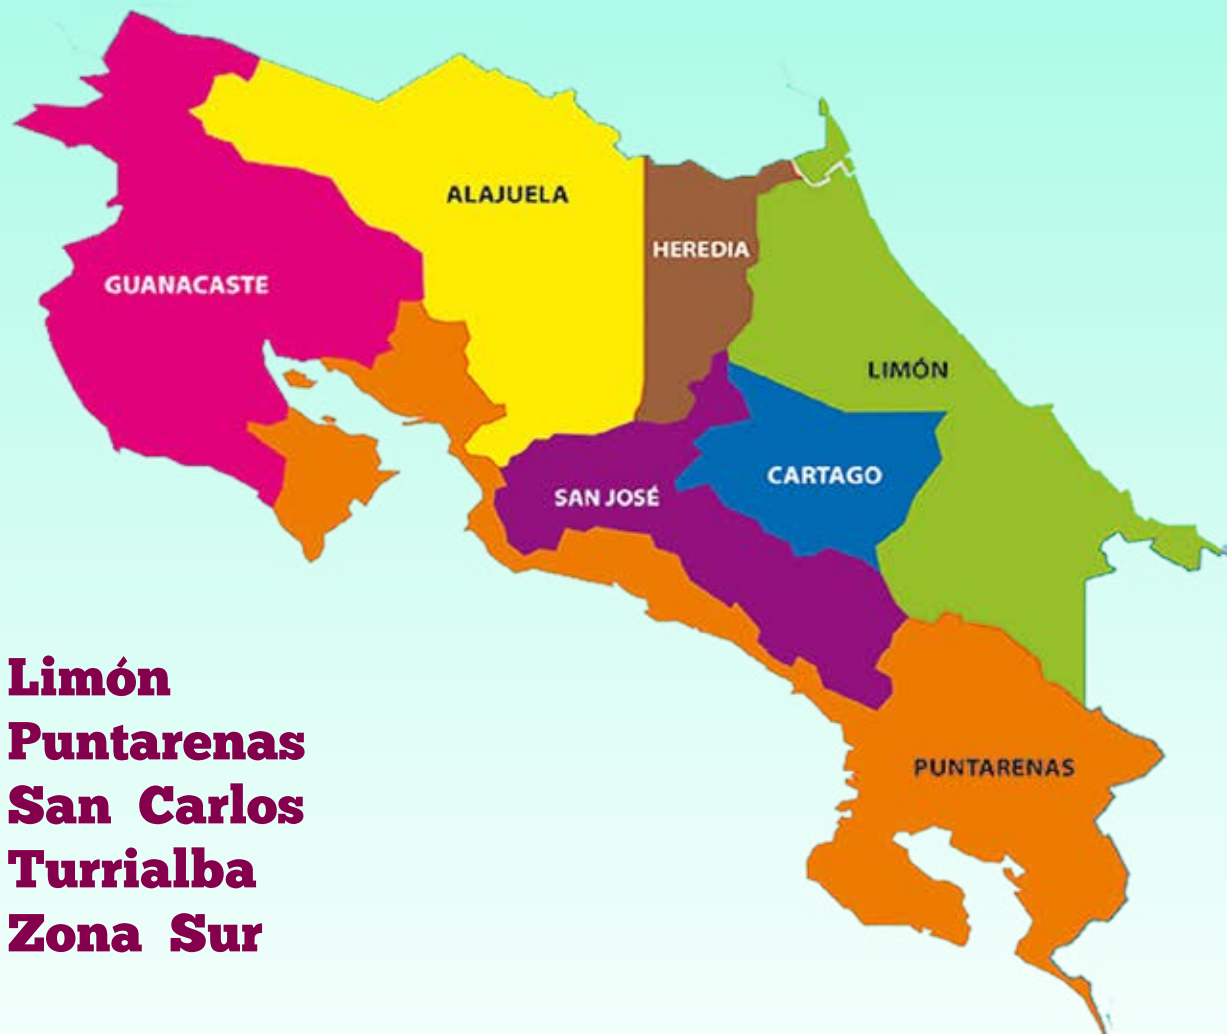 ALAJUELA
HEREDIA
GUANACASTE
LIMÓN
CARTAGO
SAN JOSÉ
PUNTARENAS
Limón
Puntarenas
San Carlos
Turrialba
Zona Sur